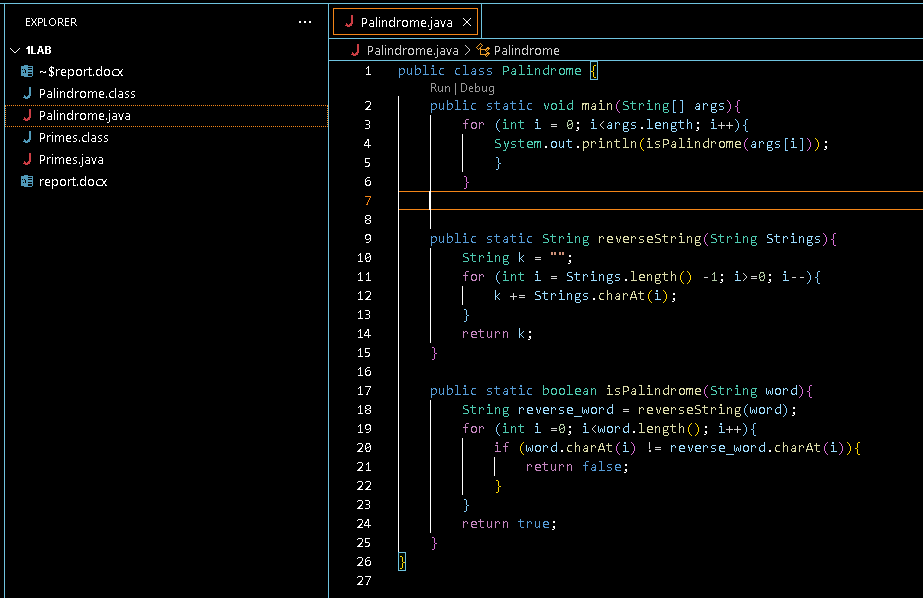 EXPLORER ...
1LAB
~$report.docx
Palindrome.class
Palindrome.java
Primes.class
Primes.java
report.docx
Palindrome.java ×
Palindrome.java > Palindrome
1 public class Palindrome {
Run | Debug
2 public static void main(String[] args){
3 for (int i = 0; i<args.length; i++){
4 System.out.println(isPalindrome(args[i]));
5 }
6 }
7
8
9 public static String reverseString(String Strings){
10 String k = "";
11 for (int i = Strings.length() -1; i>=0; i--){
12 k += Strings.charAt(i);
13 }
14 return k;
15 }
16
17 public static boolean isPalindrome(String word){
18 String reverse_word = reverseString(word);
19 for (int i =0; i<word.length(); i++){
20 if (word.charAt(i) != reverse_word.charAt(i)){
21 return false;
22 }
23 }
24 return true;
25 }
26 }
27